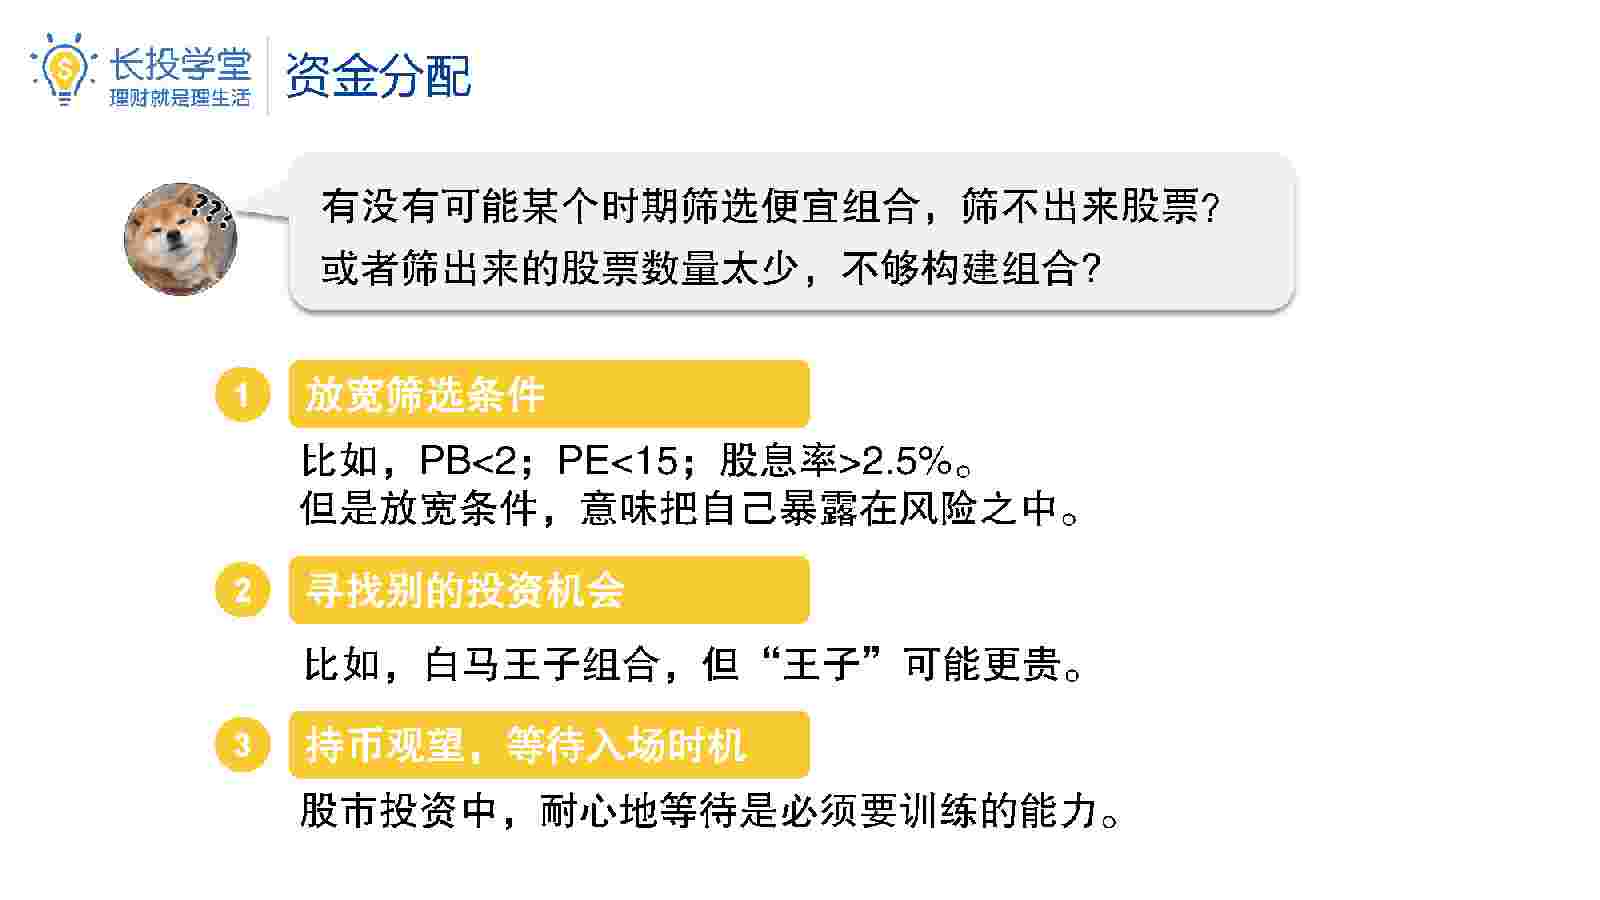 长投学堂
理财就是理生活
资金分配
???
有没有可能某个时期筛选便宜组合，筛不出来股票?
或者筛出来的股票数量太少，不够构建组合?
1
放宽筛选条件
比如，PB<2；PE<15；股息率>2.5%。
但是放宽条件，意味把自己暴露在风险之中。
2
寻找别的投资机会
比如，白马王子组合，但“王子”可能更贵。
3
持币观望，等待入场时机
股市投资中，耐心地等待是必须要训练的能力。